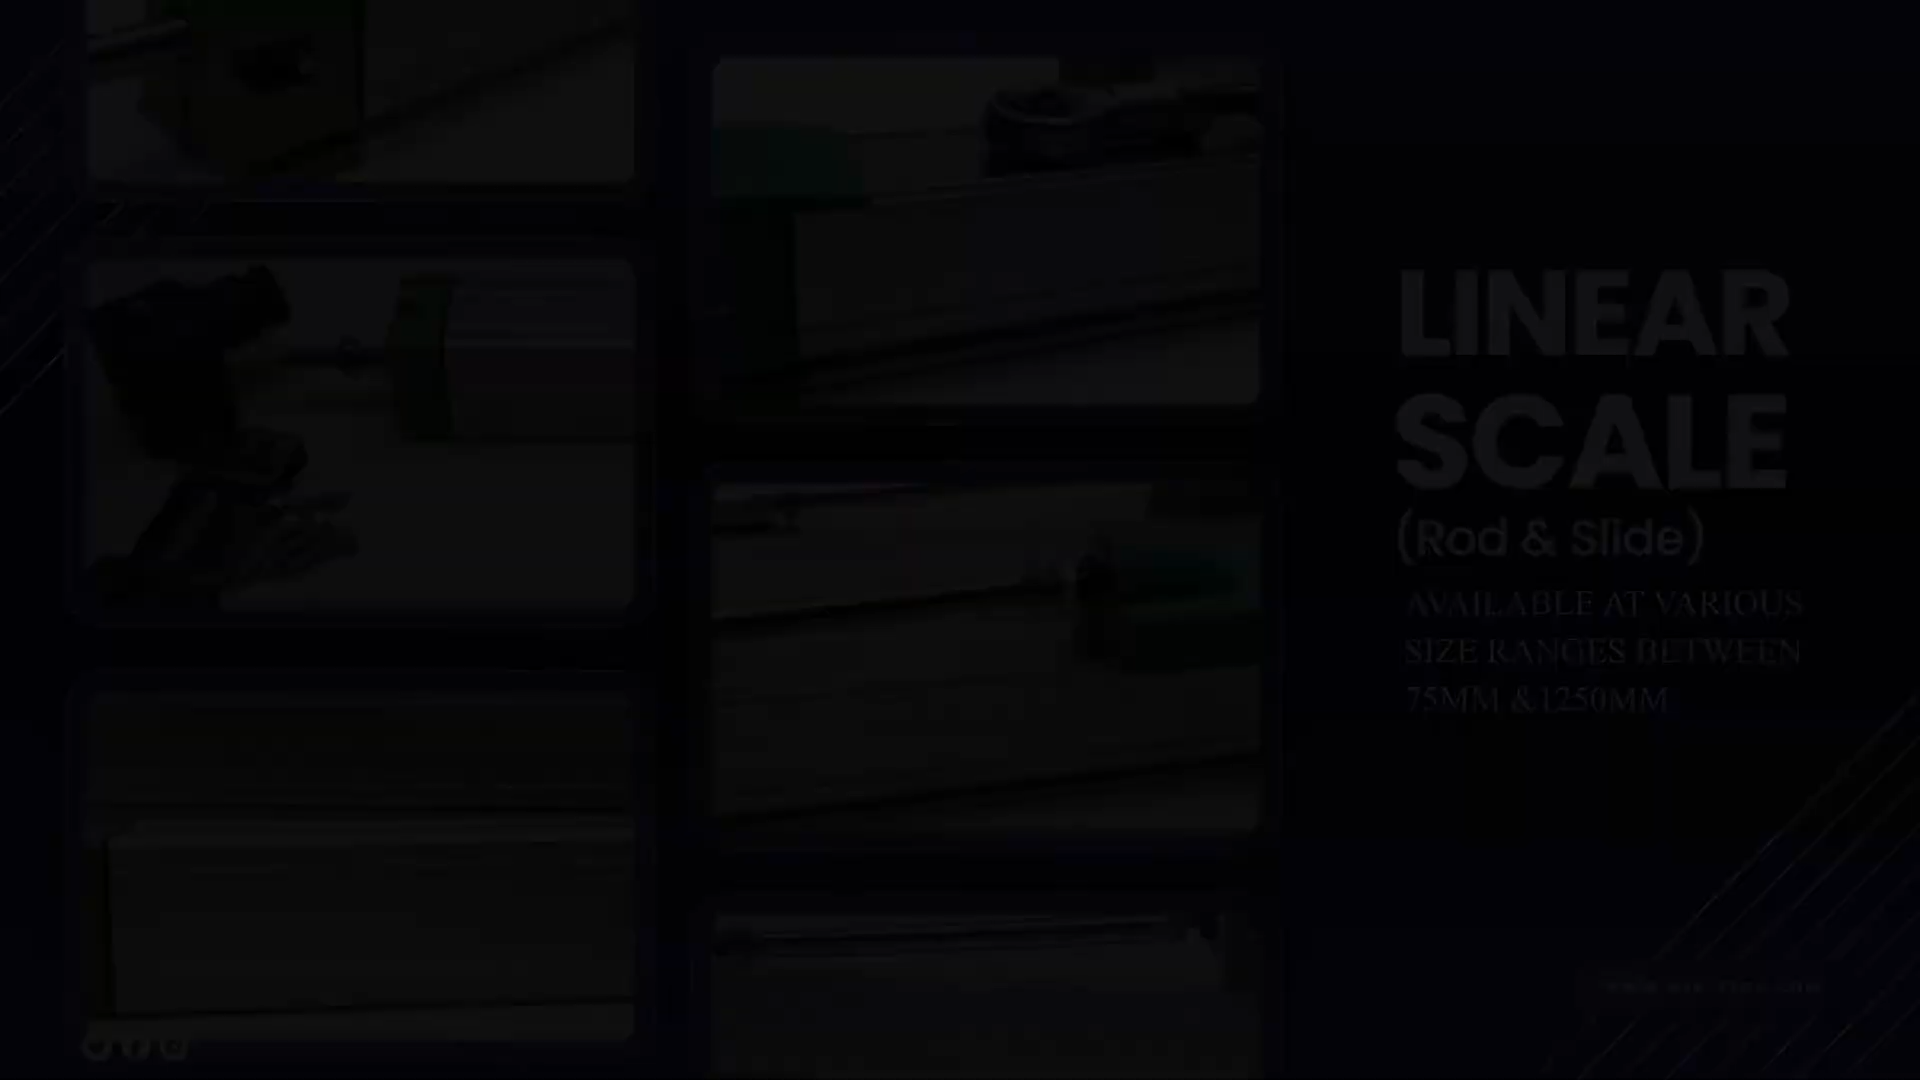 LINEAR
SCALE
(Rod & Slide)
AVAILABLE AT VARIOUS
SIZE RANGES BETWEEN
75MM &1250MM